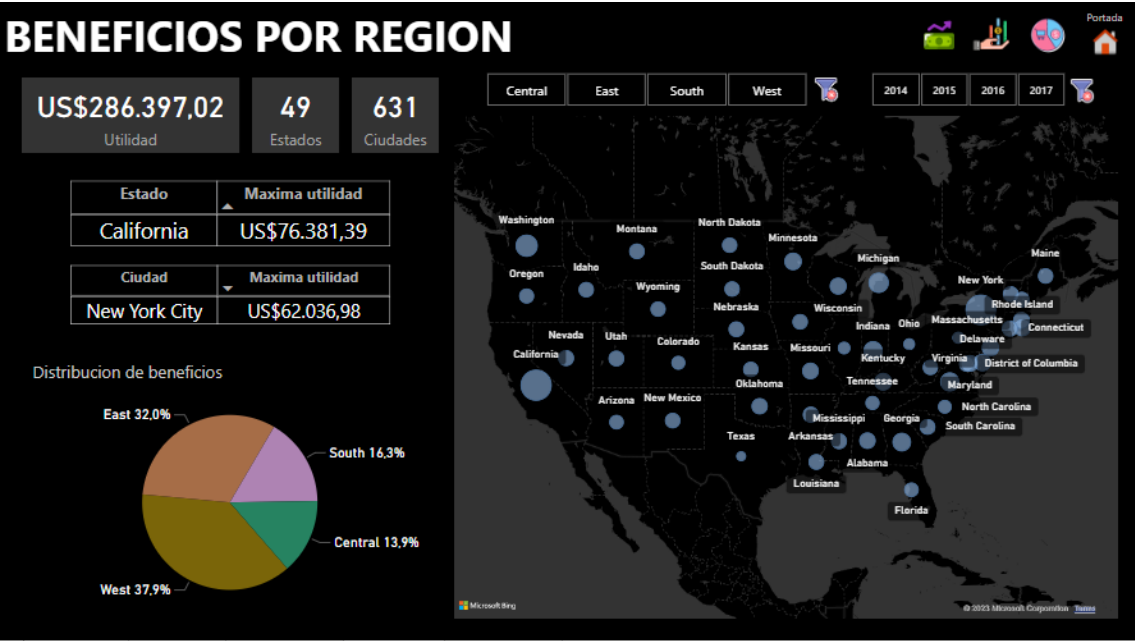 BENEFICIOS POR REGION
Portada
US$286.397,02
Utilidad
49
Estados
631
Ciudades
Central
East
South
West
2014
2015
2016
2017
Estado
Maxima utilidad
California
US$76.381,39
Ciudad
Maxima utilidad
New York City
US$62.036,98
Distribucion de beneficios
East 32,0%
South 16,3%
Central 13,9%
West 37,9%
Washington
Montana
North Dakota
Minnesota
Michigan
Maine
Oregon
Idaho
South Dakota
New York
Wyoming
Nebraska
Wisconsin
Rhode Island
Massachusetts
Connecticut
Indiana
Ohio
Nevada
Utah
Colorado
Kansas
Missouri
Delaware
California
Kentucky
Virginia
District of Columbia
Oklahoma
Tennessee
Maryland
Arizona
New Mexico
North Carolina
Mississippi
Georgia
South Carolina
Texas
Arkansas
Alabama
Louisiana
Florida
Microsoft Bing
© 2023 Microsoft Corporation
Terms